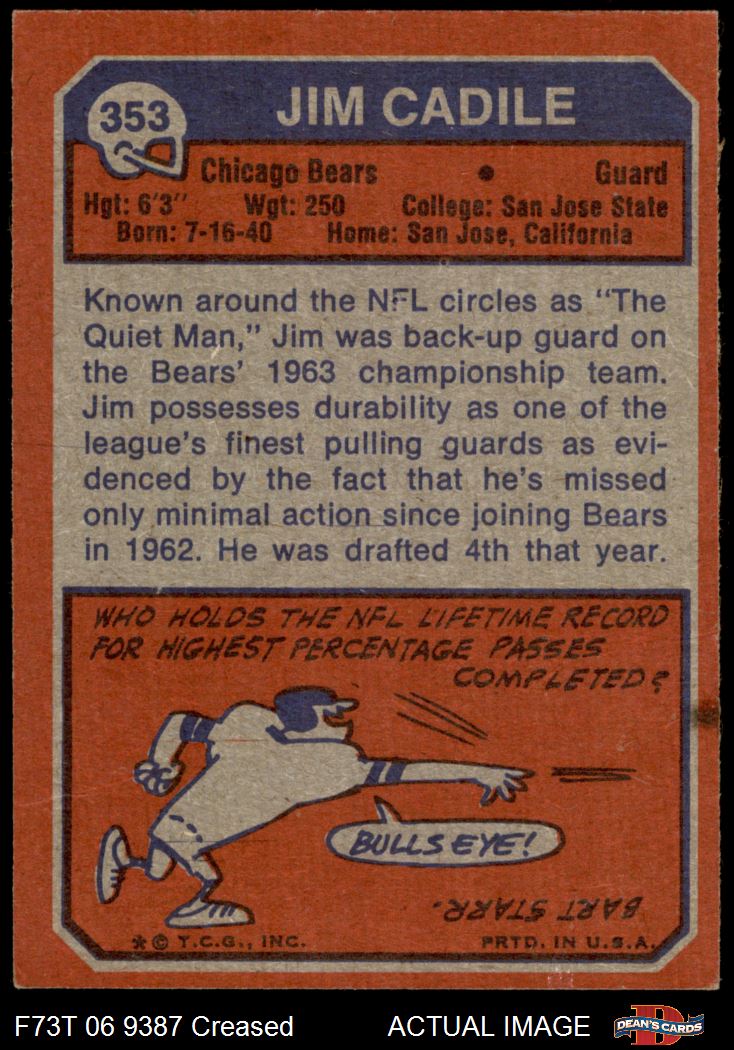 353
JIM CADILE
Chicago Bears • Guard
Hgt: 6'3" Wgt: 250 College: San Jose State
Born: 7-16-40 Home: San Jose, California
Known around the NFL circles as "The
Quiet Man," Jim was back-up guard on
the Bears' 1963 championship team.
Jim possesses durability as one of the
league's finest pulling guards as evi-
denced by the fact that he's missed
only minimal action since joining Bears
in 1962. He was drafted 4th that year.
WHO HOLDS THE NFL LIFETIME RECORD
FOR HIGHEST PERCENTAGE PASSES
COMPLETED?
BULLS EYE!
BART STARR.
*© T.C.G., INC. PRTD. IN U.S.A.
F73T 06 9387 Creased ACTUAL IMAGE
D
DEAN'S CARDS